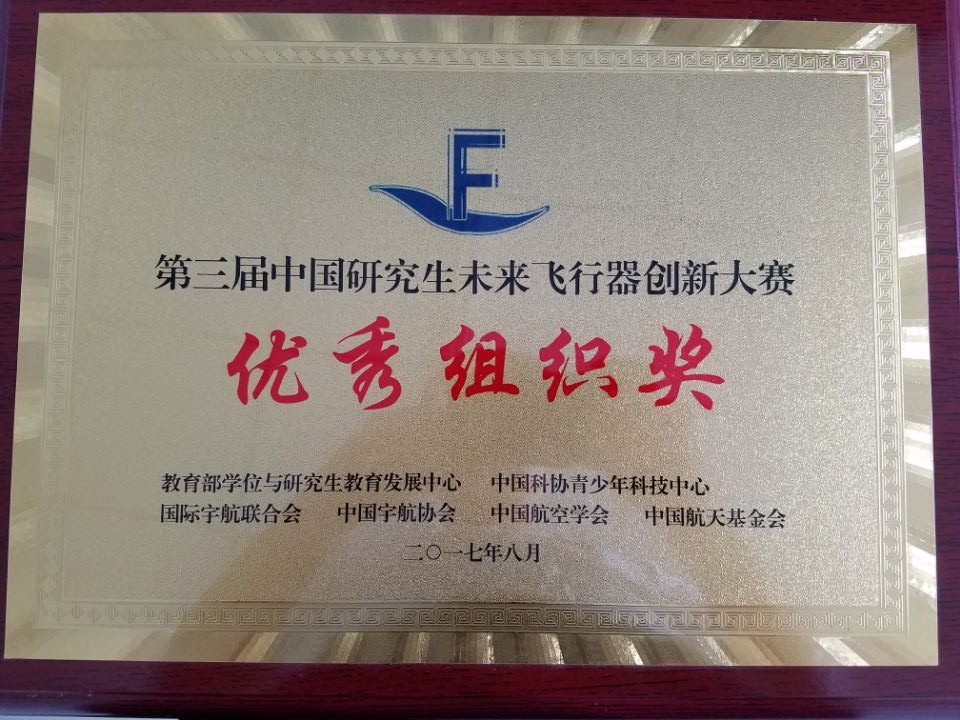 F
第三届中国研究生未来飞行器创新大赛
优秀组织奖
教育部学位与研究生教育发展中心 中国科协青少年科技中心
国际宇航联合会 中国宇航协会 中国航空学会 中国航天基金会
二〇一七年八月